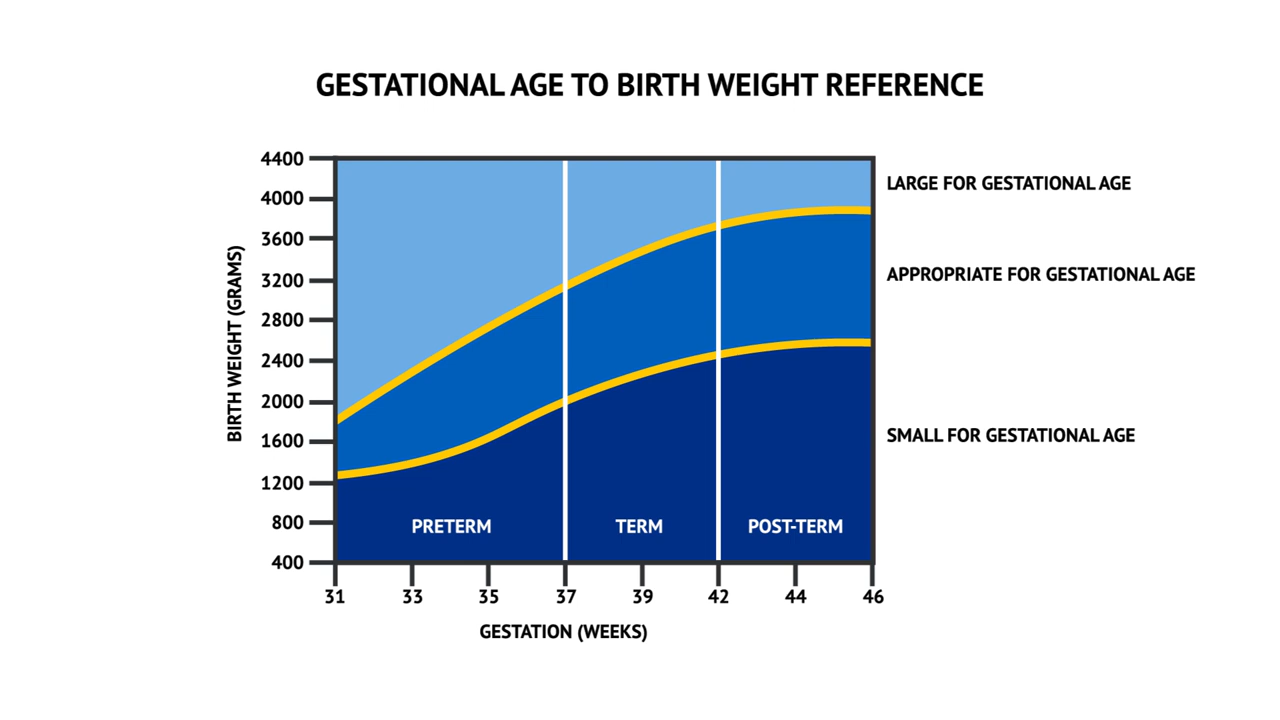 GESTATIONAL AGE TO BIRTH WEIGHT REFERENCE
BIRTH WEIGHT (GRAMS)
4400
4000
3600
3200
2800
2400
2000
1600
1200
800
400
LARGE FOR GESTATIONAL AGE
APPROPRIATE FOR GESTATIONAL AGE
SMALL FOR GESTATIONAL AGE
PRETERM TERM POST-TERM
31 33 35 37 39 42 44 46
GESTATION (WEEKS)